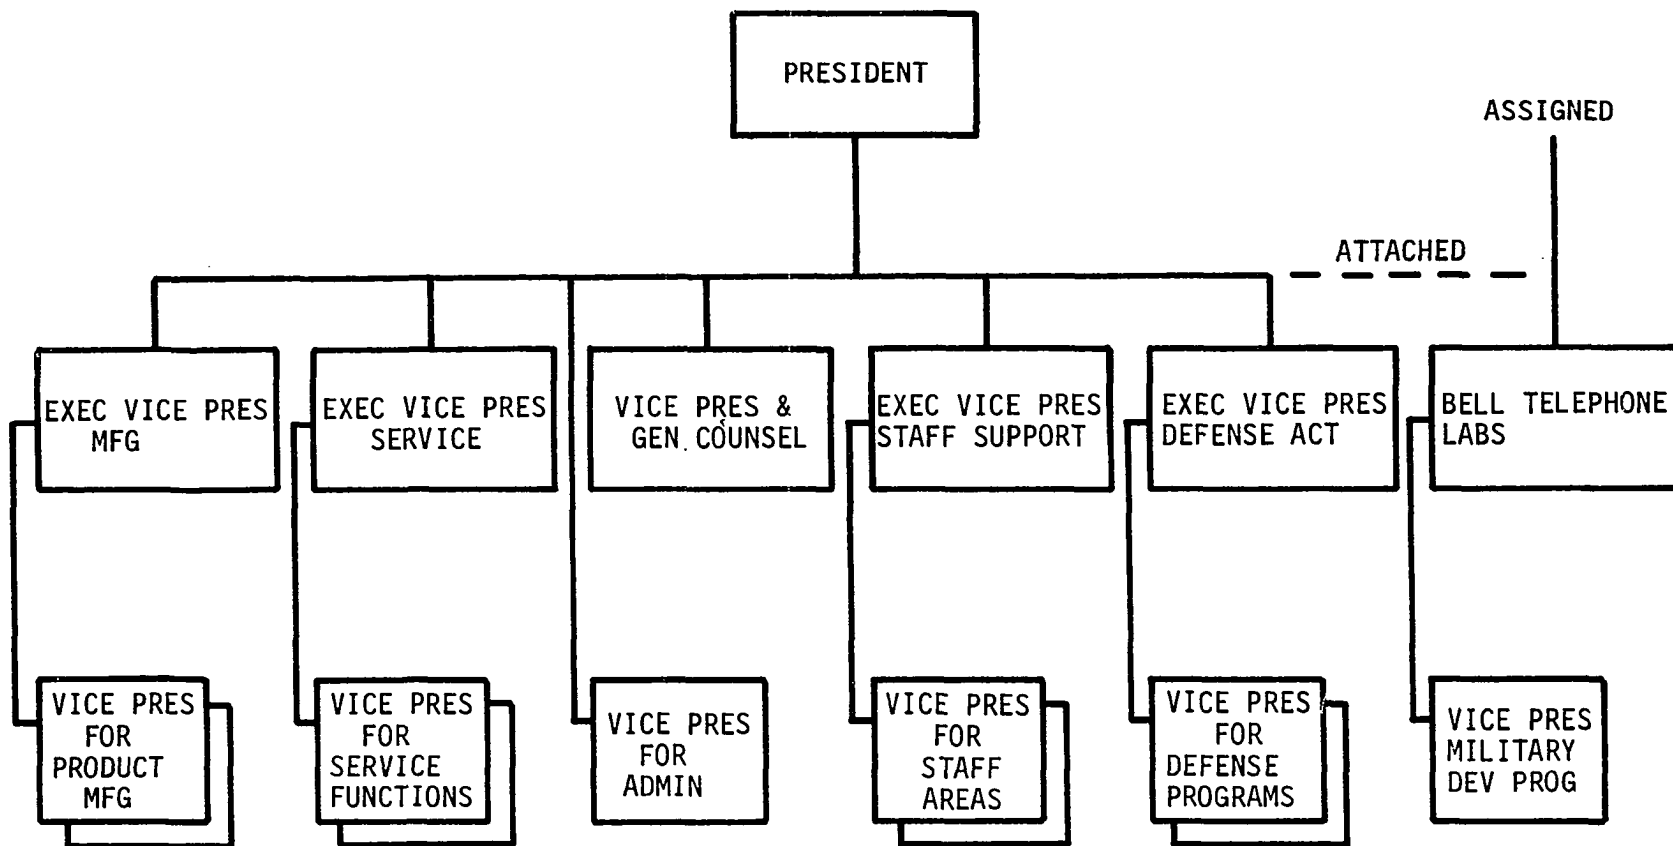 PRESIDENT
ASSIGNED
ATTACHED
EXEC VICE PRES
MFG
EXEC VICE PRES
SERVICE
VICE PRES &
GEN COUNSEL
EXEC VICE PRES
STAFF SUPPORT
EXEC VICE PRES
DEFENSE ACT
BELL TELEPHONE
LABS
VICE PRES
FOR
PRODUCT
MFG
VICE PRES
FOR
SERVICE
FUNCTIONS
VICE PRES
FOR
ADMIN
VICE PRES
FOR
STAFF
AREAS
VICE PRES
FOR
DEFENSE
PROGRAMS
VICE PRES
MILITARY
DEV PROG